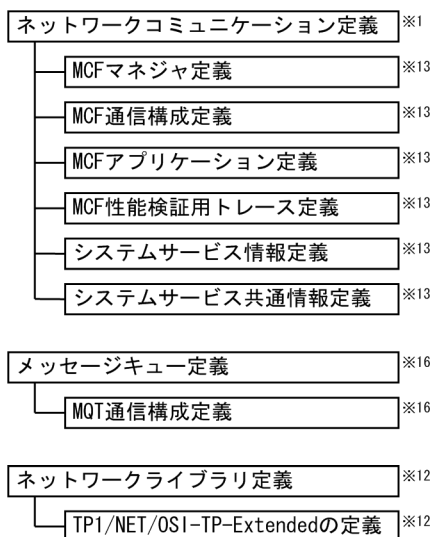 ネットワークコミュニケーション定義 ※1
MCFマネジャ定義 ※13
MCF通信構成定義 ※13
MCFアプリケーション定義 ※13
MCF性能検証用トレース定義 ※13
システムサービス情報定義 ※13
システムサービス共通情報定義 ※13
メッセージキュー定義 ※16
MQT通信構成定義 ※16
ネットワークライブラリ定義 ※12
TP1/NET/OSI-TP-Extendedの定義 ※12